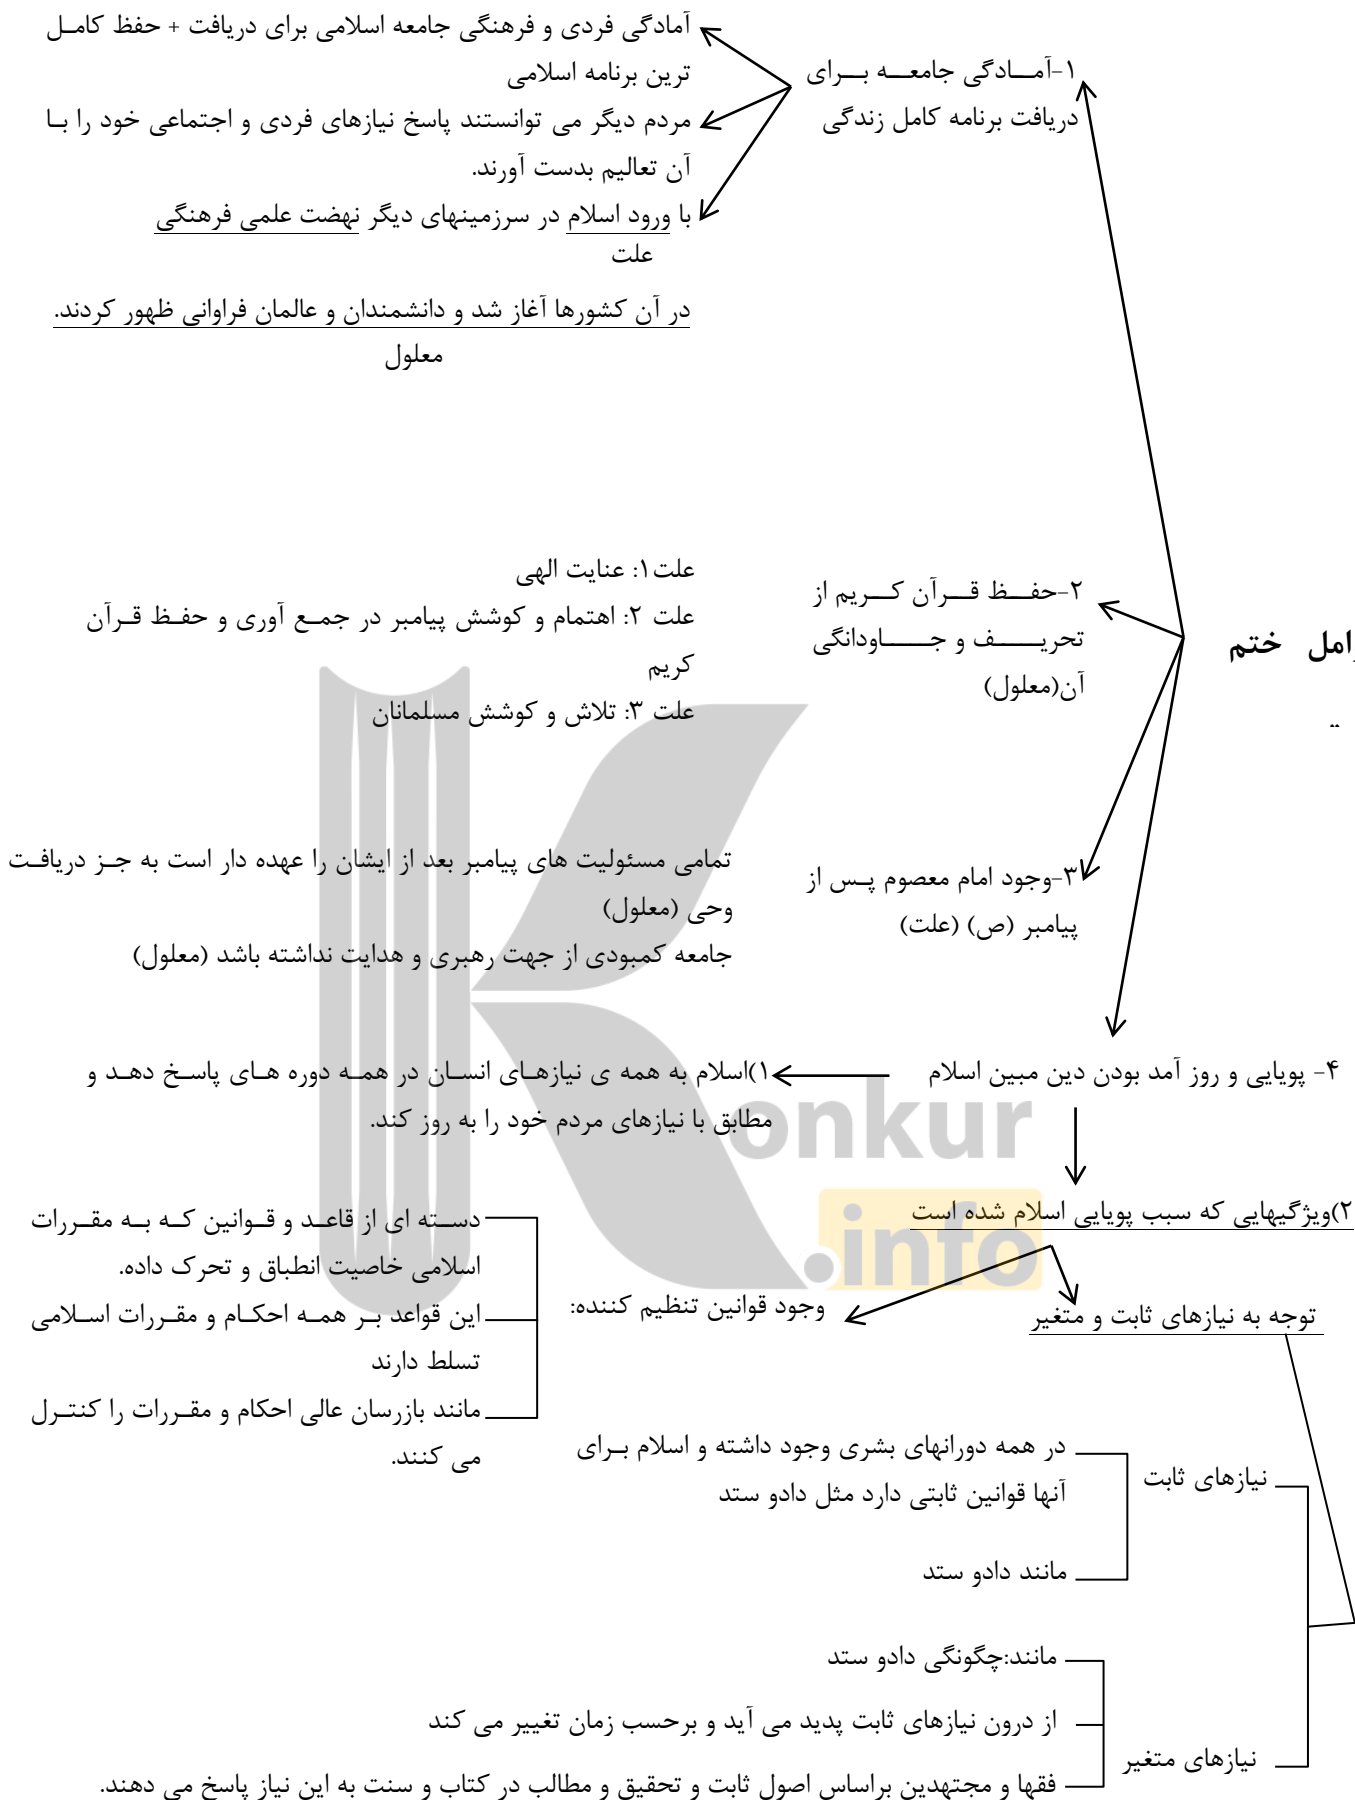 آمادگی فردی و فرهنگی جامعه اسلامی برای دریافت + حفظ کامل
ترین برنامه اسلامی
مردم دیگر می توانستند پاسخ نیازهای فردی و اجتماعی خود را با
آن تعالیم بدست آورند.
با ورود اسلام در سرزمینهای دیگر نهضت علمی فرهنگی
علت
در آن کشورها آغاز شد و دانشمندان و عالمان فراوانی ظهور کردند.
معلول
۱-آمادگی جامعه برای
دریافت برنامه کامل زندگی
ختم
۲-حفظ قرآن کریم از
تحریف و جاودانگی
آن(معلول)
علت۱: عنایت الهی
علت ۲: اهتمام و کوشش پیامبر در جمع آوری و حفظ قرآن
کریم
علت ۳: تلاش و کوشش مسلمانان
۳-وجود امام معصوم پس از
پیامبر (ص) (علت)
تمامی مسئولیت های پیامبر بعد از ایشان را عهده دار است به جز دریافت
وحی (معلول)
جامعه کمبودی از جهت رهبری و هدایت نداشته باشد (معلول)
۴- پویایی و روز آمد بودن دین مبین اسلام
۱)اسلام به همه ی نیازهای انسان در همه دوره های پاسخ دهد و
مطابق با نیازهای مردم خود را به روز کند.
۲)ویژگیهایی که سبب پویایی اسلام شده است
توجه به نیازهای ثابت و متغیر
وجود قوانین تنظیم کننده:
دسته ای از قاعد و قوانین که به مقررات
اسلامی خاصیت انطباق و تحرک داده.
این قواعد بر همه احکام و مقررات اسلامی
تسلط دارند
مانند بازرسان عالی احکام و مقررات را کنترل
می کنند.
نیازهای ثابت
در همه دورانهای بشری وجود داشته و اسلام برای
آنها قوانین ثابتی دارد مثل دادو ستد
مانند دادو ستد
نیازهای متغیر
مانند:چگونگی دادو ستد
از درون نیازهای ثابت پدید می آید و برحسب زمان تغییر می کند
فقها و مجتهدین براساس اصول ثابت و تحقیق و مطالب در کتاب و سنت به این نیاز پاسخ می دهند.
Konkur
.info